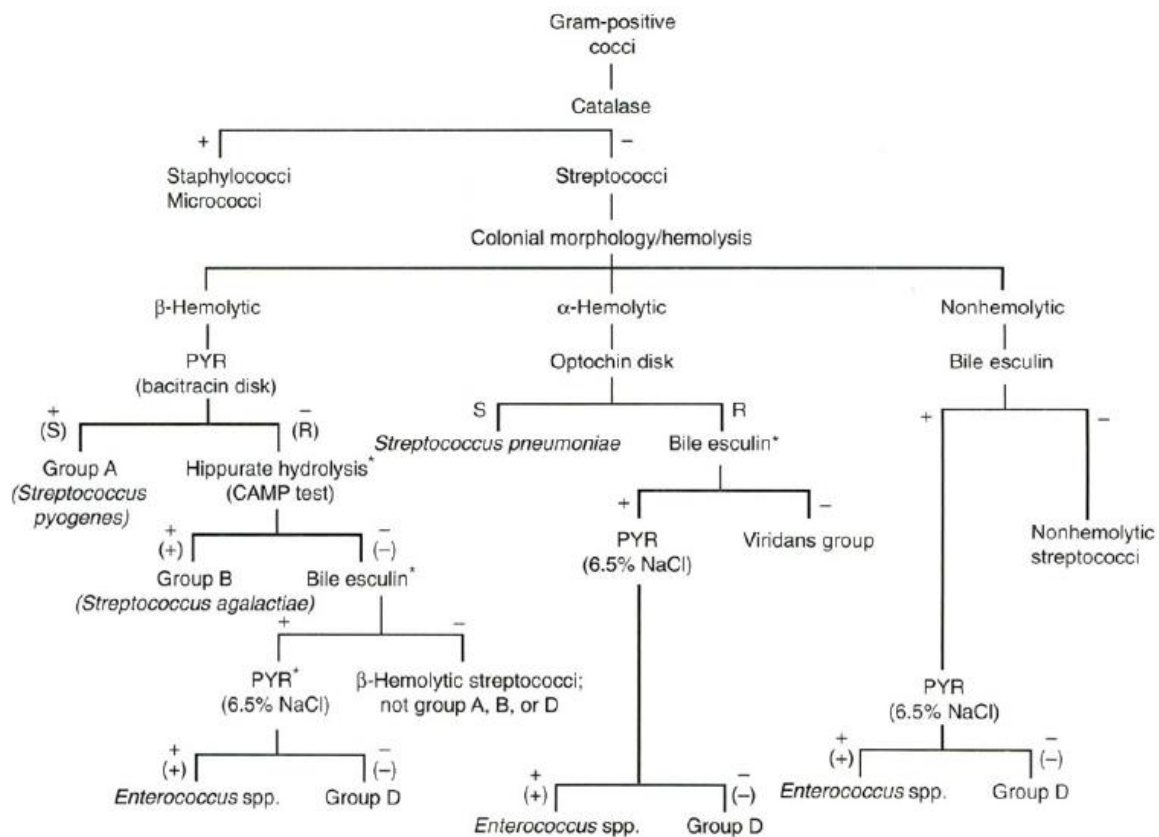 Gram-positive
cocci
Catalase
+ −
Staphylococci
Micrococci
Streptococci
Colonial morphology/hemolysis
β-Hemolytic
α-Hemolytic
Nonhemolytic
PYR
(bacitracin disk)
Optochin disk
Bile esculin
+
(S)
−
(R)
S R
+ −
Group A
(Streptococcus
pyogenes)
Hippurate hydrolysis*
(CAMP test)
Streptococcus pneumoniae
Bile esculin*
+ −
+
(+)
−
(−)
PYR
(6.5% NaCl)
Viridans group
Nonhemolytic
streptococci
Group B
(Streptococcus agalactiae)
Bile esculin*
+ −
PYR*
(6.5% NaCl)
β-Hemolytic streptococci;
not group A, B, or D
PYR
(6.5% NaCl)
+
(+)
−
(−)
Enterococcus spp.
Group D
+
(+)
−
(−)
Enterococcus spp.
Group D
+
(+)
−
(−)
Enterococcus spp.
Group D